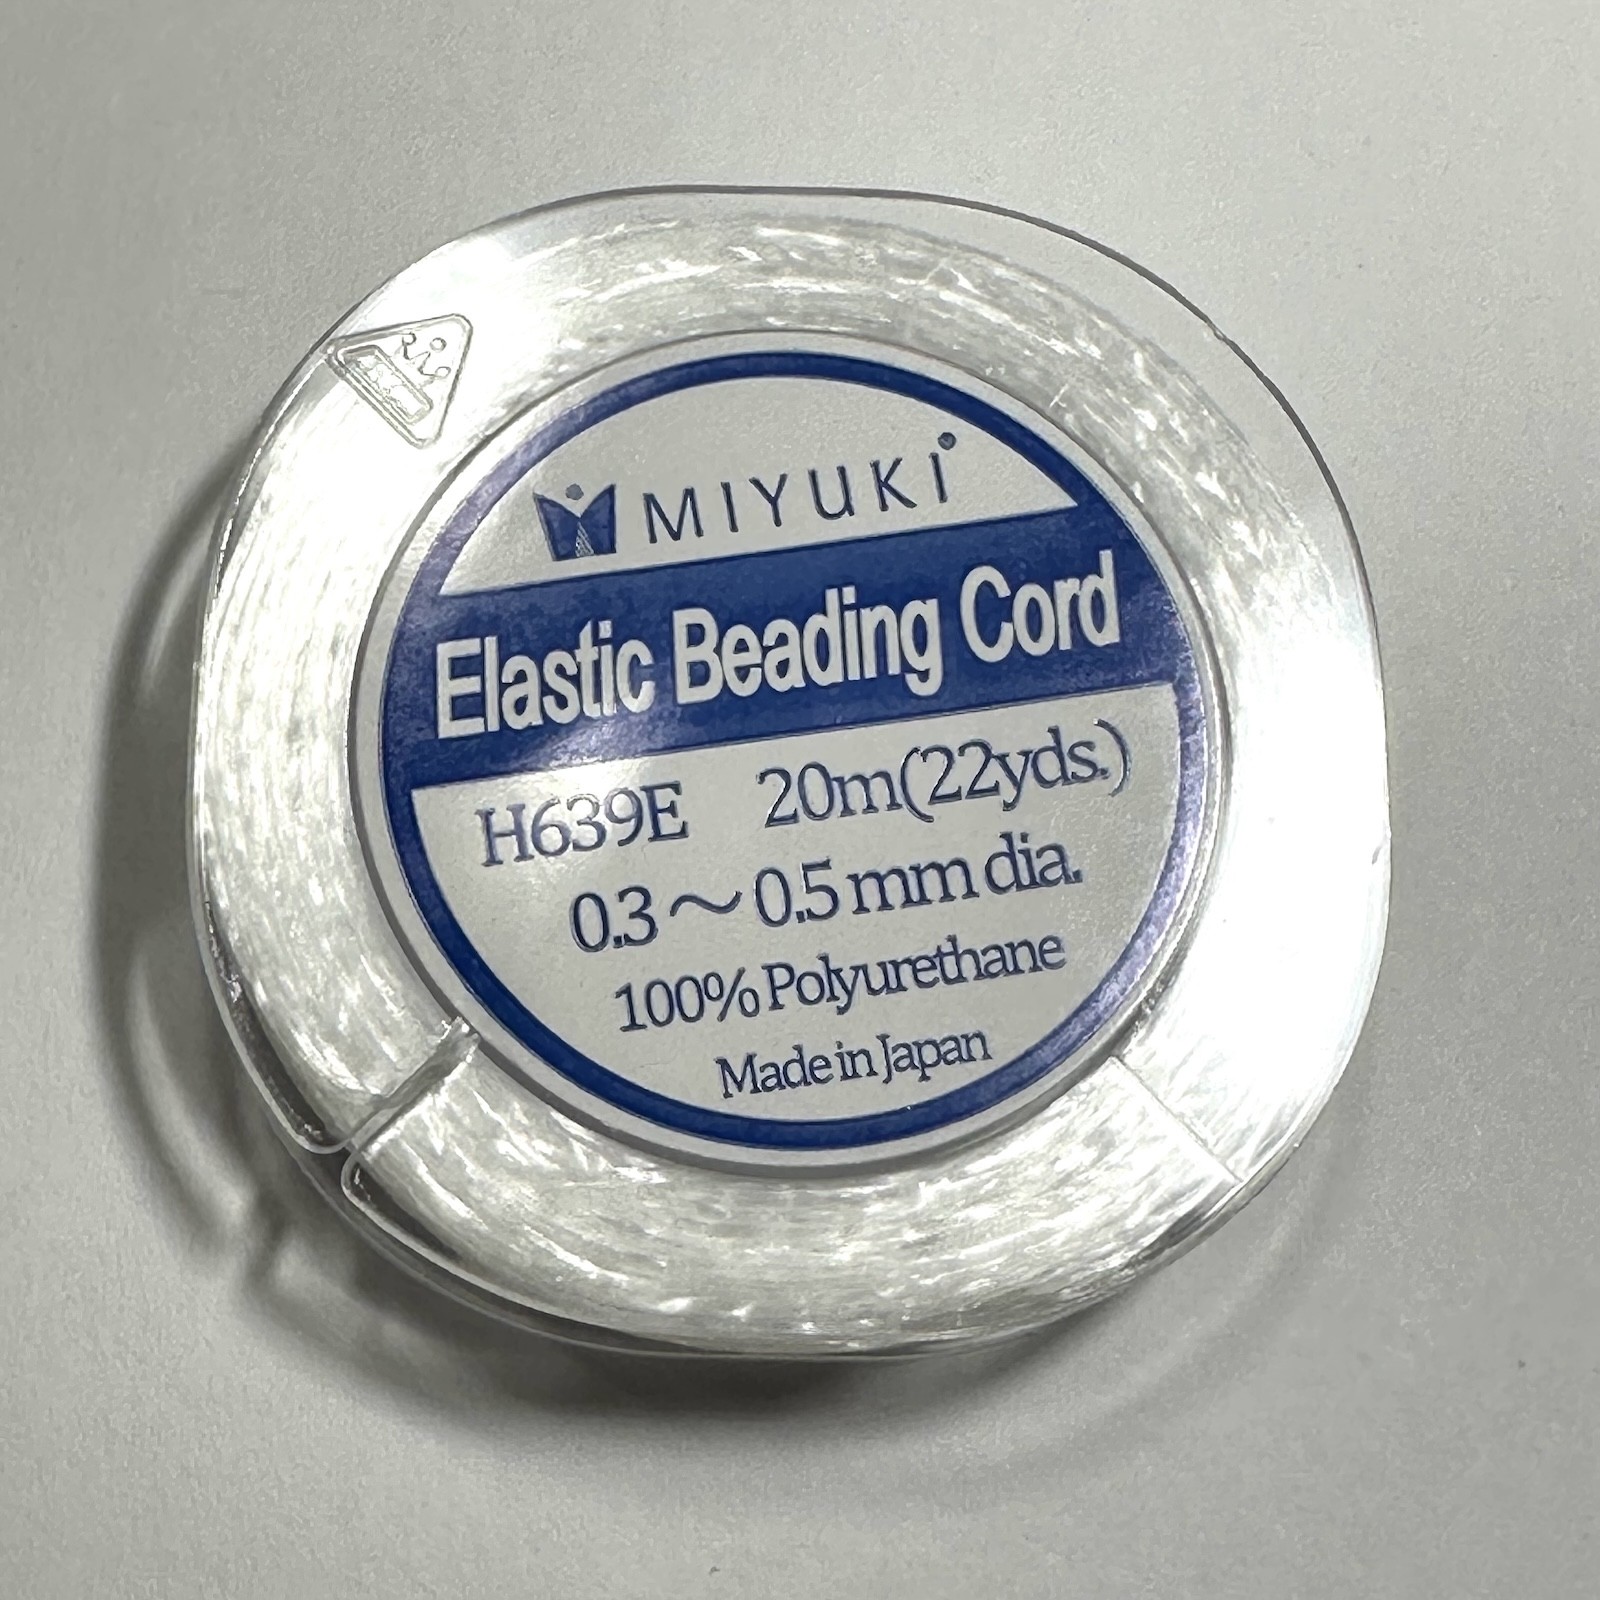 MIYUKI
Elastic Beading Cord
H639E 20m(22yds.)
0.3～0.5mm dia.
100% Polyurethane
Made in Japan